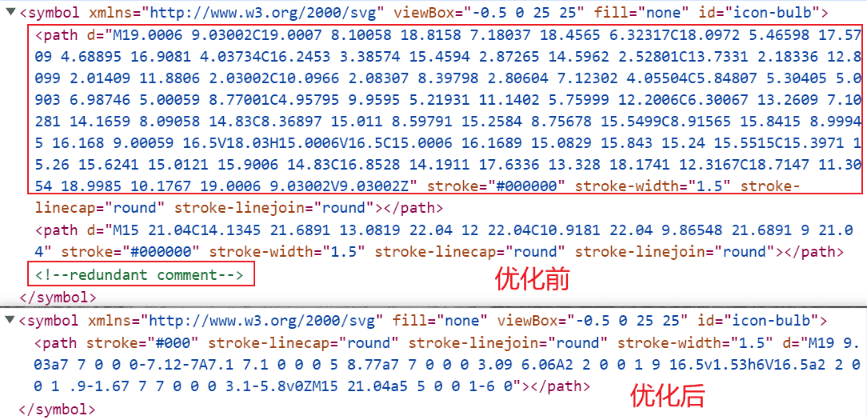 ▼<symbol xmlns="http://www.w3.org/2000/svg" viewBox="-0.5 0 25 25" fill="none" id="icon-bulb">
<path d="M19.0006 9.03002C19.0007 8.10058 18.8158 7.18037 18.4565 6.32317C18.0972 5.46598 17.57
09 4.68895 16.9081 4.03734C16.2453 3.38574 15.4594 2.87265 14.5962 2.52801C13.7331 2.18336 12.8
099 2.01409 11.8806 2.03002C10.0966 2.08307 8.39798 2.80604 7.12302 4.05504C5.84807 5.30405 5.0
903 6.98746 5.00059 8.77001C4.95795 9.9595 5.21931 11.1402 5.75999 12.2006C6.30067 13.2609 7.10
281 14.1659 8.09058 14.83C8.36897 15.011 8.59791 15.2584 8.75678 15.5499C8.91565 15.8415 8.9994
5 16.168 9.00059 16.5V18.03H15.0006V16.5C15.0006 16.1689 15.0829 15.843 15.24 15.5515C15.3971 1
5.26 15.6241 15.0121 15.9006 14.83C16.8528 14.1911 17.6336 13.328 18.1741 12.3167C18.7147 11.30
54 18.9985 10.1767 19.0006 9.03002V9.03002Z" stroke="#000000" stroke-width="1.5" stroke-
linecap="round" stroke-linejoin="round"></path>
<path d="M15 21.04C14.1345 21.6891 13.0819 22.04 12 22.04C10.9181 22.04 9.86548 21.6891 9 21.0
4" stroke="#000000" stroke-width="1.5" stroke-linecap="round" stroke-linejoin="round"></path>
<!--redundant comment-->
优化前
</symbol>
▼<symbol xmlns="http://www.w3.org/2000/svg" fill="none" viewBox="-0.5 0 25 25" id="icon-bulb">
<path stroke="#000" stroke-linecap="round" stroke-linejoin="round" stroke-width="1.5" d="M19 9.
03a7 7 0 0 0-7.12-7A7.1 7.1 0 0 0 5 8.77a7 7 0 0 0 3.09 6.06A2 2 0 0 1 9 16.5v1.53h6V16.5a2 2 0
0 1 .9-1.67 7 7 0 0 0 3.1-5.8v0ZM15 21.04a5 5 0 0 1-6 0"></path>
优化后
</symbol>